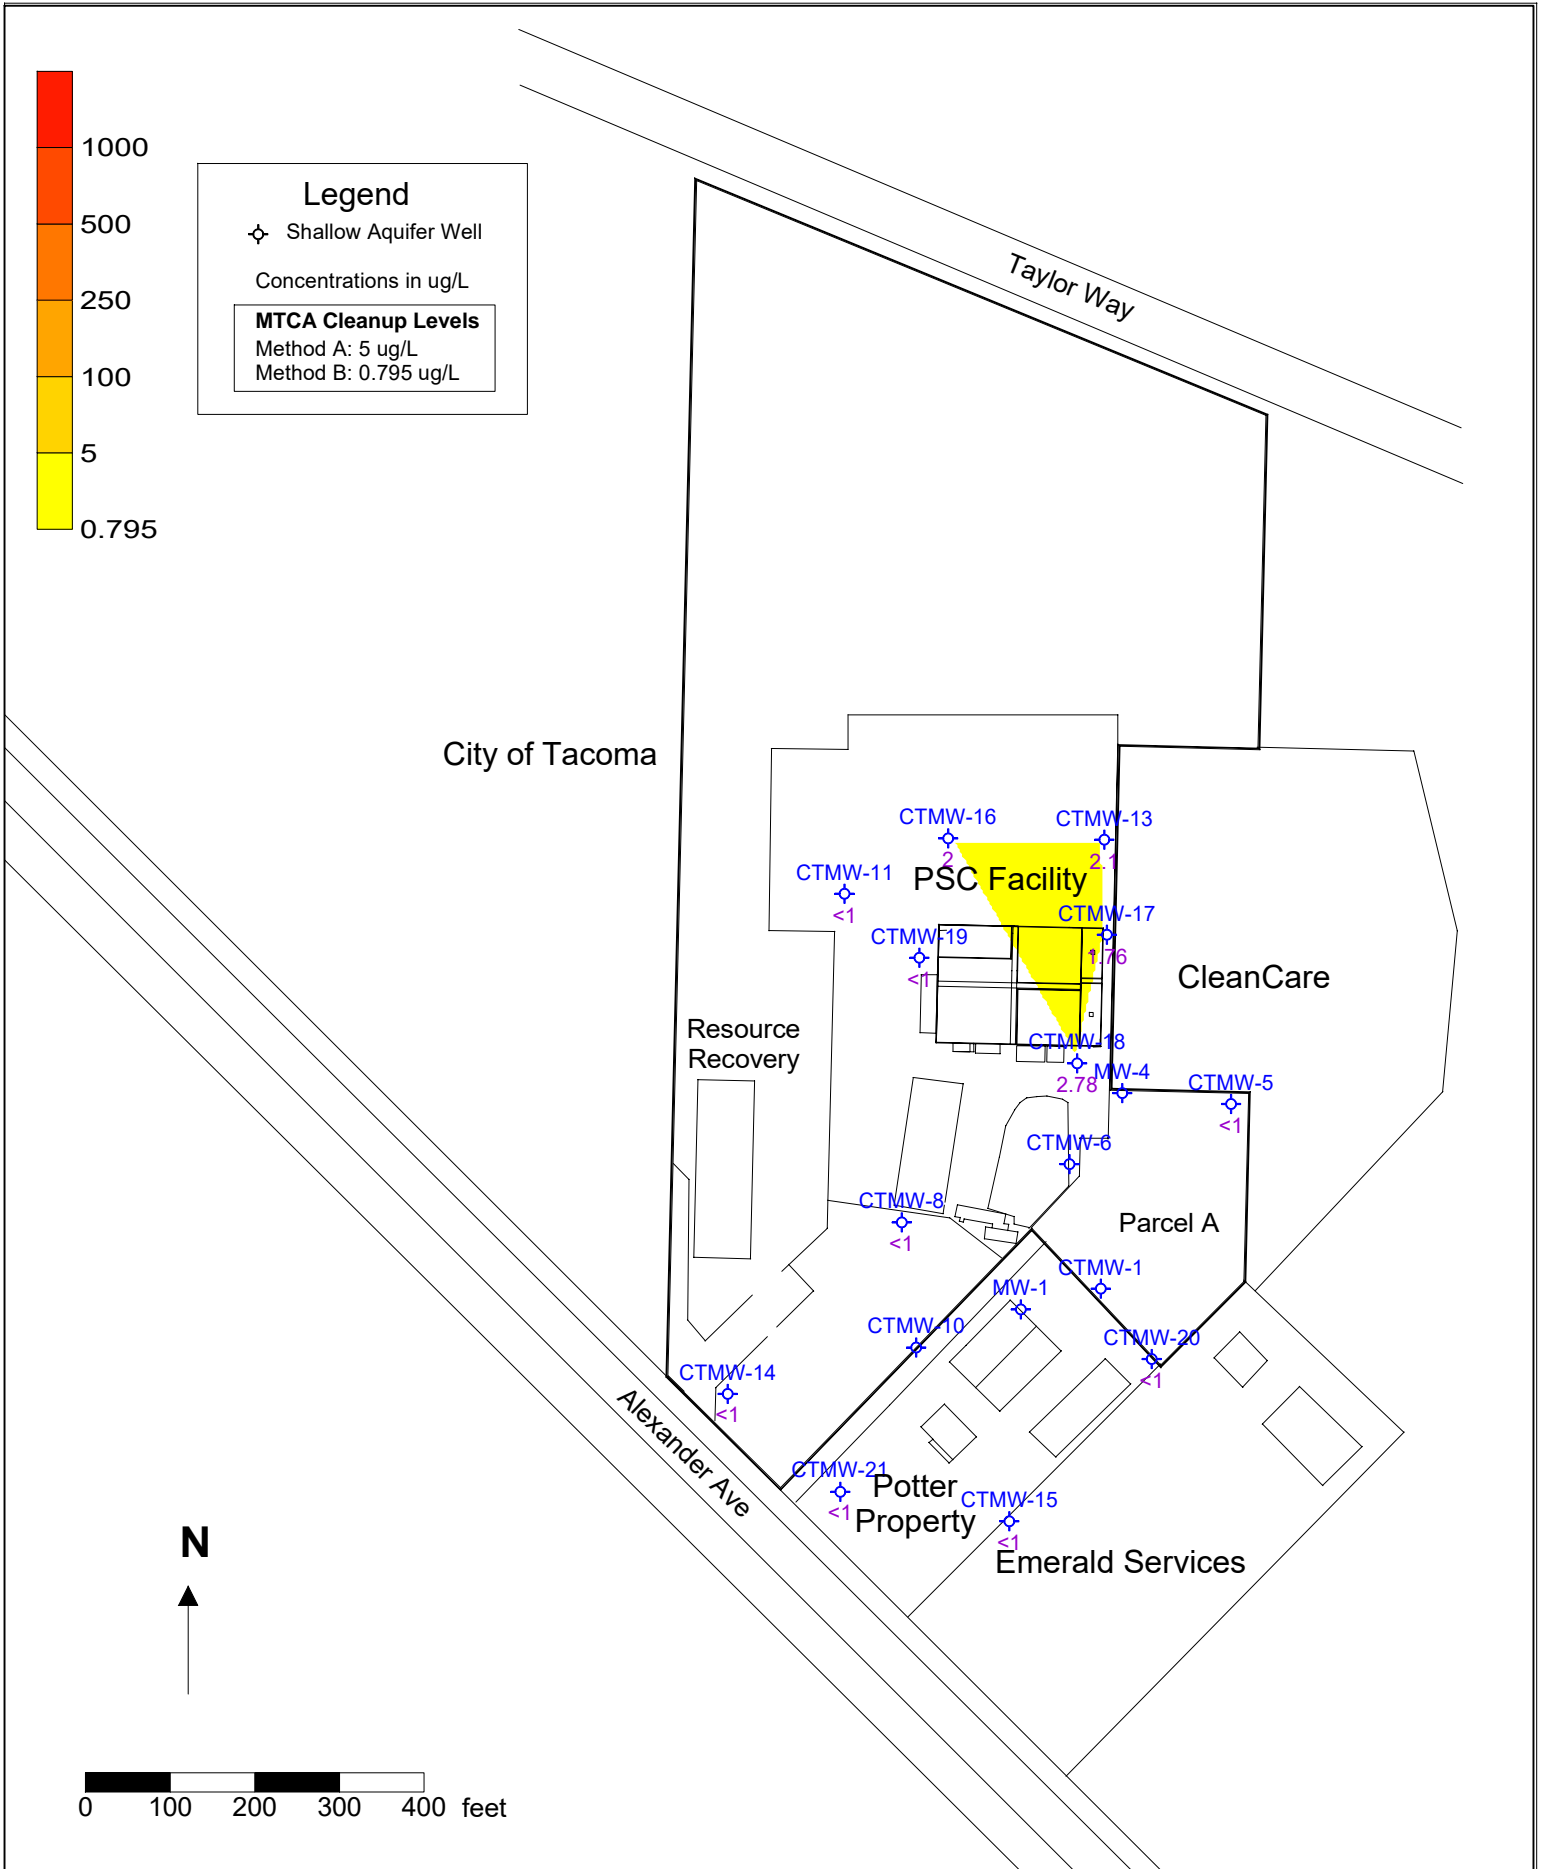 1000
500
250
100
5
0.795
Legend
Shallow Aquifer Well
Concentrations in ug/L
MTCA Cleanup Levels
Method A: 5 ug/L
Method B: 0.795 ug/L
Taylor Way
City of Tacoma
CTMW-16
2
CTMW-13
2.1
PSC Facility
CTMW-11
<1
CTMW-17
1.76
CTMW-19
<1
CleanCare
Resource
Recovery
CTMW-18
2.78
MW-4
CTMW-5
<1
CTMW-6
CTMW-8
<1
Parcel A
CTMW-1
MW-1
CTMW-10
CTMW-20
<1
CTMW-14
<1
Alexander Ave
CTMW-21
<1
Potter
Property
CTMW-15
<1
Emerald Services
N
0 100 200 300 400 feet